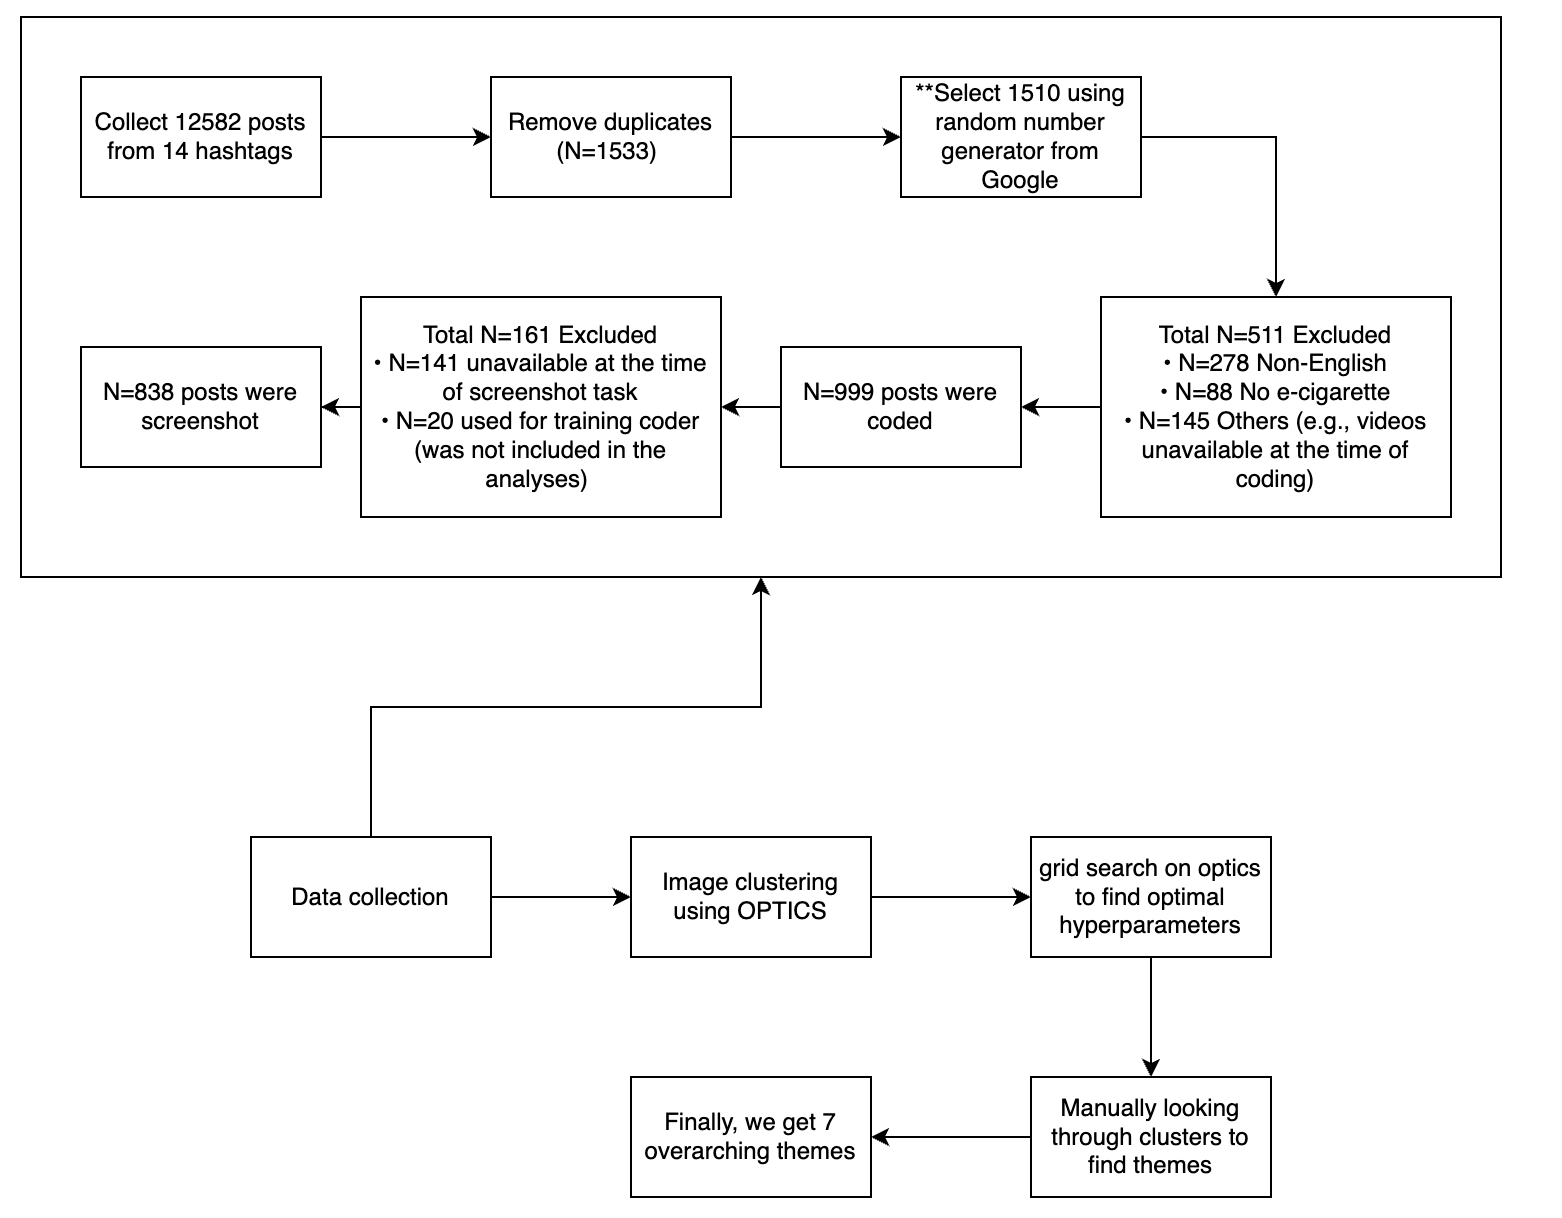 Collect 12582 posts
from 14 hashtags
Remove duplicates
(N=1533)
**Select 1510 using
random number
generator from
Google
Total N=511 Excluded
• N=278 Non-English
• N=88 No e-cigarette
• N=145 Others (e.g., videos
unavailable at the time of
coding)
N=999 posts were
coded
Total N=161 Excluded
• N=141 unavailable at the time
of screenshot task
• N=20 used for training coder
(was not included in the
analyses)
N=838 posts were
screenshot
Data collection
Image clustering
using OPTICS
grid search on optics
to find optimal
hyperparameters
Manually looking
through clusters to
find themes
Finally, we get 7
overarching themes